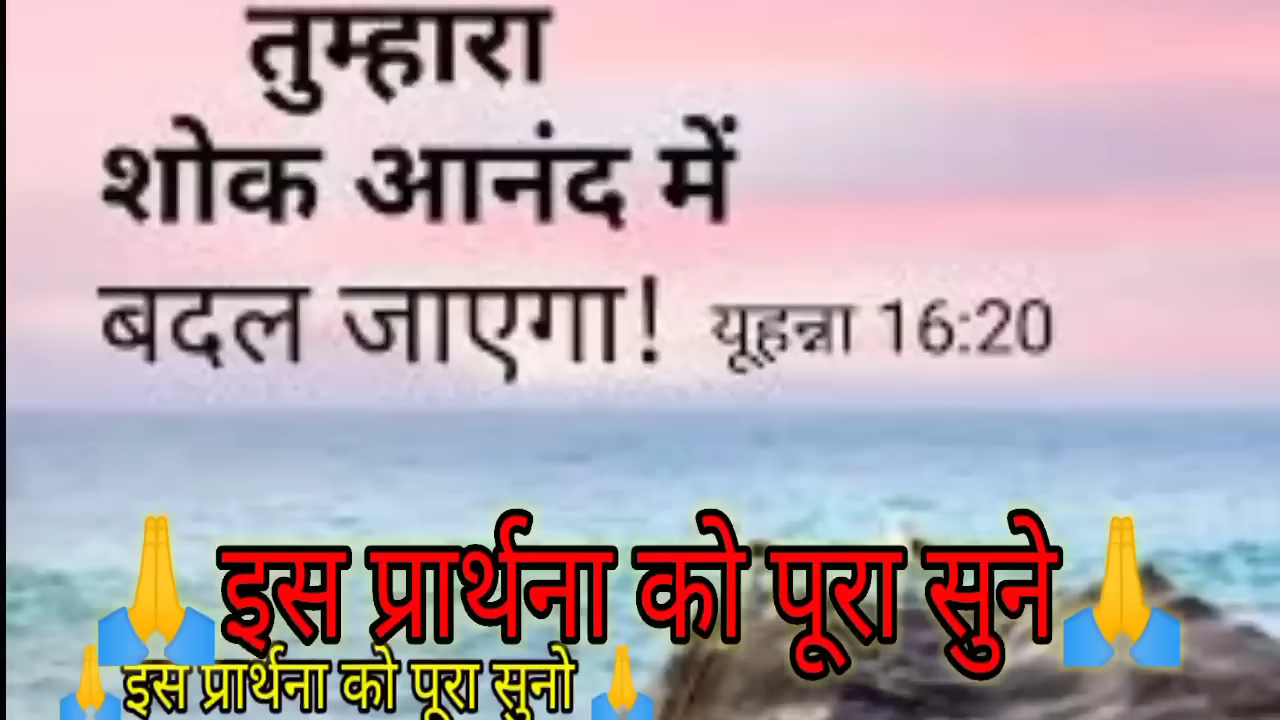 तुम्हारा
शोक आनंद में
बदल जाएगा! यूहन्ना 16:20
🙏इस प्रार्थना को पूरा सुने🙏
🙏इस प्रार्थना को पूरा सुनो🙏